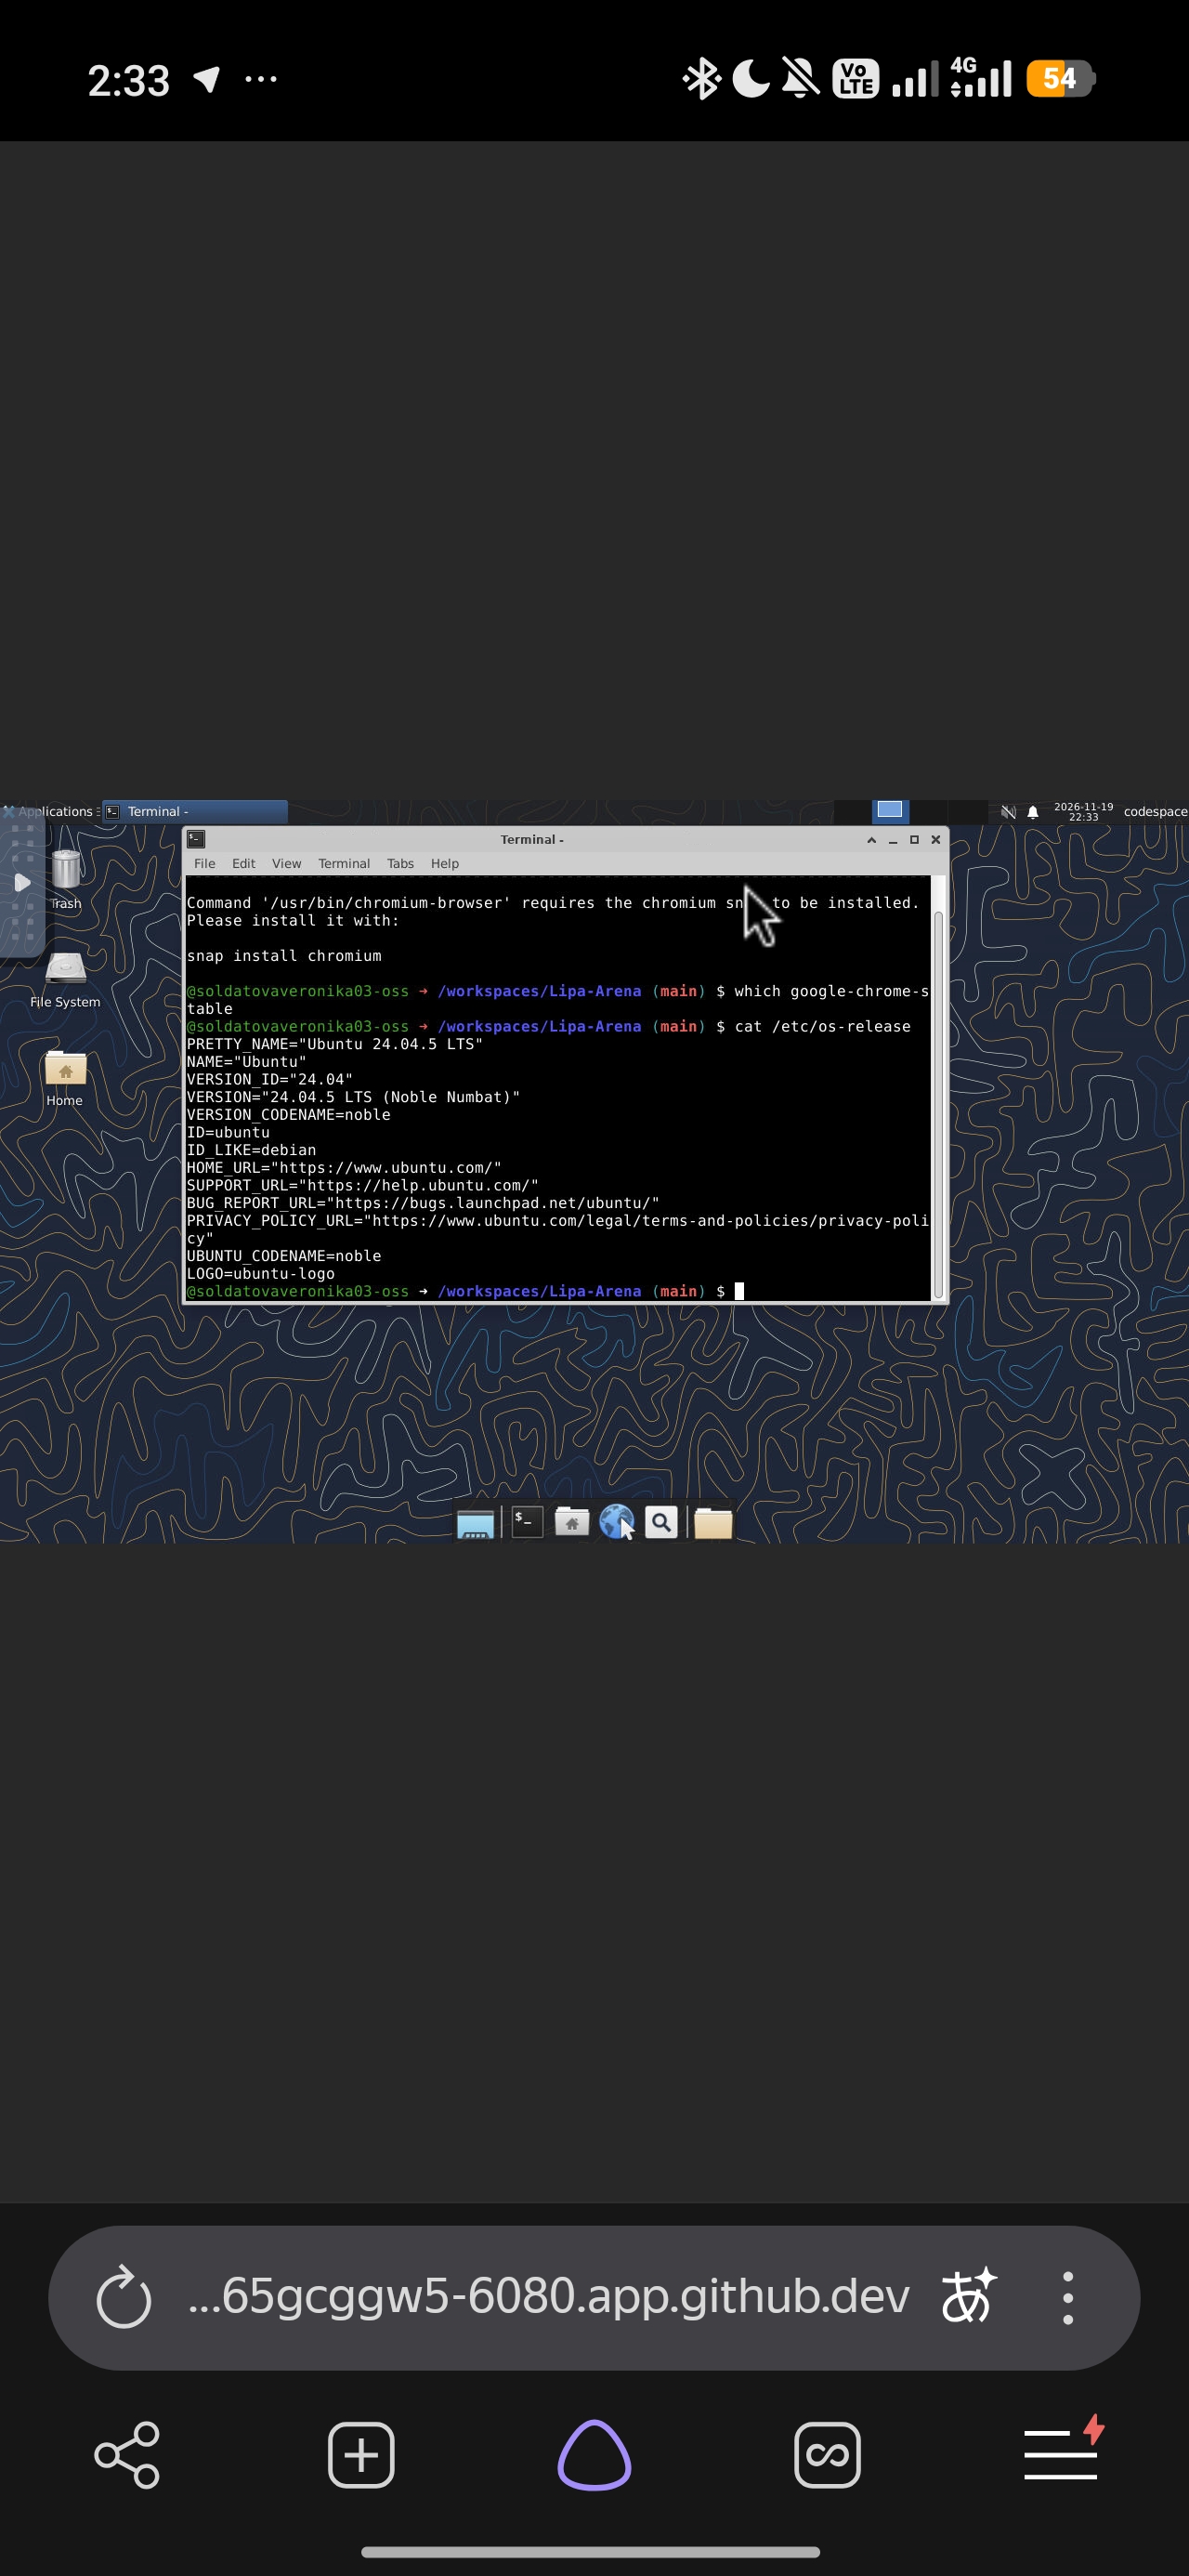 2:33 ...
Vo
LTE
4G
54
Applications
Terminal -
2026-11-19
22:33
codespace
Terminal -
File Edit View Terminal Tabs Help
Trash
File System
Home
Command '/usr/bin/chromium-browser' requires the chromium sn to be installed.
Please install it with:
snap install chromium
@soldatovaveronika03-oss → /workspaces/Lipa-Arena (main) $ which google-chrome-s
table
@soldatovaveronika03-oss → /workspaces/Lipa-Arena (main) $ cat /etc/os-release
PRETTY_NAME="Ubuntu 24.04.5 LTS"
NAME="Ubuntu"
VERSION_ID="24.04"
VERSION="24.04.5 LTS (Noble Numbat)"
VERSION_CODENAME=noble
ID=ubuntu
ID_LIKE=debian
HOME_URL="https://www.ubuntu.com/"
SUPPORT_URL="https://help.ubuntu.com/"
BUG_REPORT_URL="https://bugs.launchpad.net/ubuntu/"
PRIVACY_POLICY_URL="https://www.ubuntu.com/legal/terms-and-policies/privacy-poli
cy"
UBUNTU_CODENAME=noble
LOGO=ubuntu-logo
@soldatovaveronika03-oss → /workspaces/Lipa-Arena (main) $
...65gcggw5-6080.app.github.dev あ